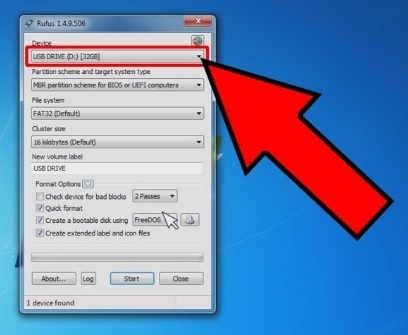 Rufus 1.4.9.506
Device
USB DRIVE (D:) [32GB]
Partition scheme and target system type
MBR partition scheme for BIOS or UEFI computers
File system
FAT32 (Default)
Cluster size
16 kilobytes (Default)
New volume label
USB DRIVE
Format Options
Check device for bad blocks 2 Passes
Quick format
Create a bootable disk using FreeDOS
Create extended label and icon files
About... Log Start Close
1 device found